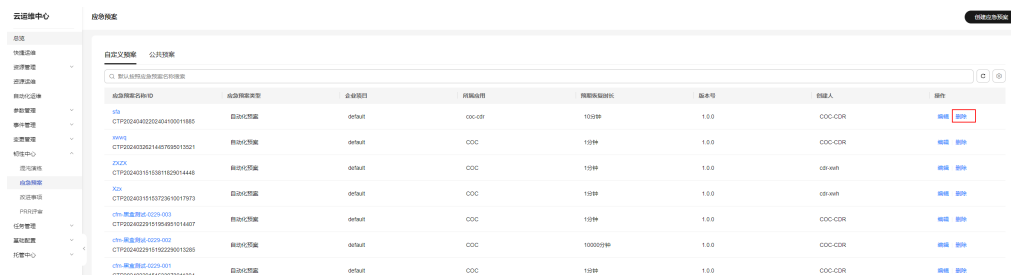 云运维中心
应急预案
创建应急预案
总览
快速运维
资源管理
资源运维
自动化运维
参数管理
事件管理
变更管理
韧性中心
混沌演练
应急预案
改进事项
PRR评审
任务管理
基础配置
托管中心
自定义预案 公共预案
默认按照应急预案名称搜索
应急预案名称/ID 应急预案类型 企业项目 所属应用 预期恢复时长 版本号 创建人 操作
sta
CTP20240402202404100011885 自动化预案 default coc-cdr 10分钟 1.0.0 COC-CDR 编辑 删除
xwwq
CTP20240326214457695013521 自动化预案 default COC 1分钟 1.0.0 COC-CDR 编辑 删除
ZXZX
CTP20240315153811829014448 自动化预案 default COC 1分钟 1.0.0 cdr-xwh 编辑 删除
XZX
CTP20240315153723610017973 自动化预案 default COC 1分钟 1.0.0 cdr-xwh 编辑 删除
cfm-黑盒测试-0229-003
CTP20240229151954951014407 自动化预案 default COC 1分钟 1.0.0 COC-CDR 编辑 删除
cfm-黑盒测试-0229-002
CTP20240229151922290013285 自动化预案 default COC 10000分钟 1.0.0 COC-CDR 编辑 删除
cfm-黑盒测试-0229-001
自动化预案 default COC 1分钟 1.0.0 COC-CDR 编辑 删除